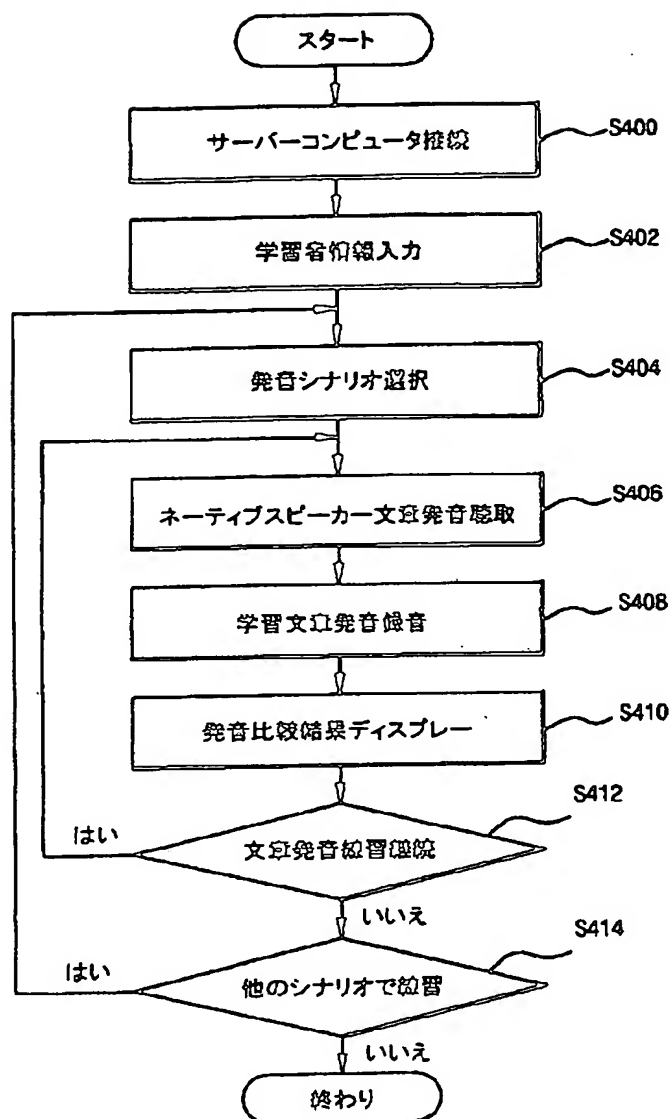 スタート
サーバーコンピュータ接続
S400
学習者情報入力
S402
発音シナリオ選択
S404
ネーティブスピーカー文章発音聴取
S406
学習文章発音録音
S408
発音比較結果ディスプレー
S410
文章発音練習継続
S412
はい
いいえ
他のシナリオで練習
S414
はい
いいえ
終わり